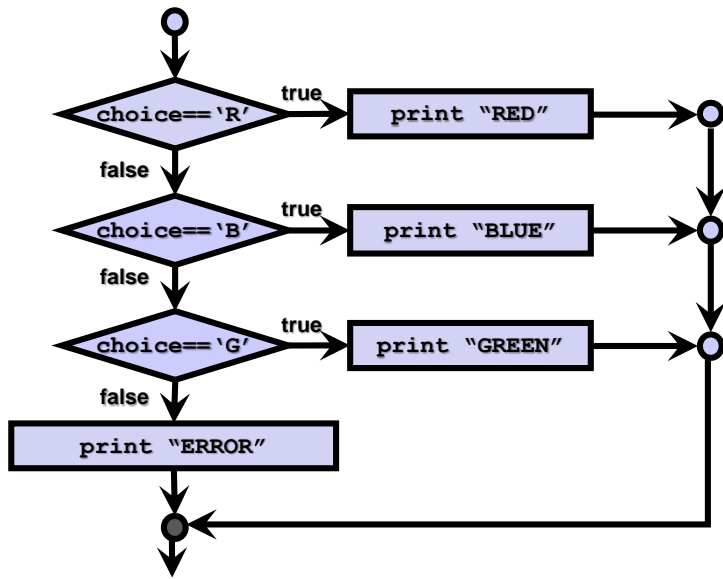 true
choice==‘R’
print “RED”
false
true
choice==‘B’
print “BLUE”
false
true
choice==‘G’
print “GREEN”
false
print “ERROR”